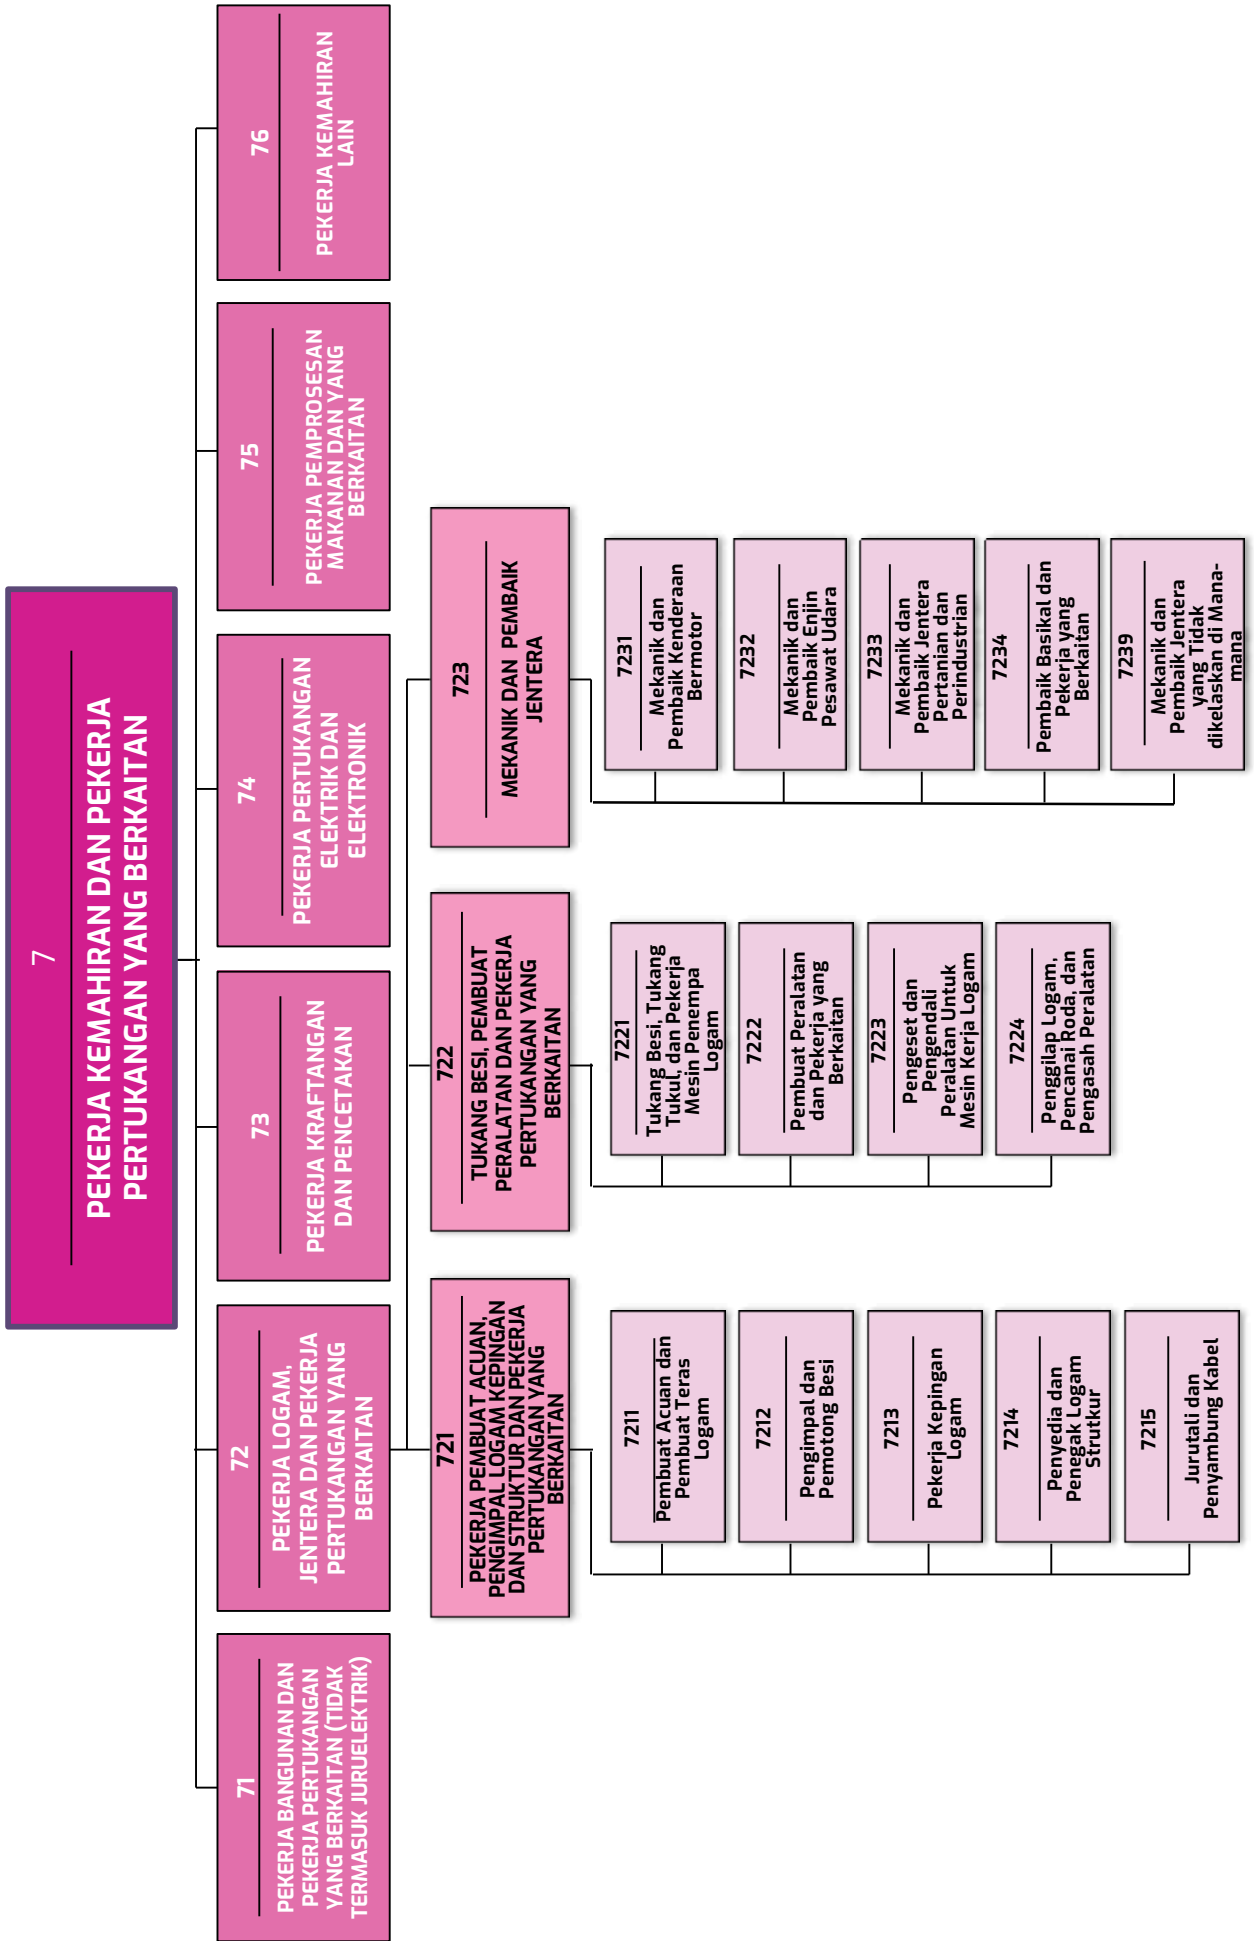 7
PEKERJA KEMAHIRAN DAN PEKERJA
PERTUKANGAN YANG BERKAITAN
71
PEKERJA BANGUNAN DAN
PEKERJA PERTUKANGAN
YANG BERKAITAN (TIDAK
TERMASUK JURUELEKTRIK)
72
PEKERJA LOGAM,
JENTERA DAN PEKERJA
PERTUKANGAN YANG
BERKAITAN
73
PEKERJA KRAFTANGAN
DAN PENCETAKAN
74
PEKERJA PERTUKANGAN
ELEKTRIK DAN
ELEKTRONIK
75
PEKERJA PEMPROSESAN
MAKANAN DAN YANG
BERKAITAN
76
PEKERJA KEMAHIRAN
LAIN
721
PEKERJA PEMBUAT ACUAN,
PENGIMPAL LOGAM KEPINGAN
DAN STRUKTUR DAN PEKERJA
PERTUKANGAN YANG
BERKAITAN
722
TUKANG BESI, PEMBUAT
PERALATAN DAN PEKERJA
PERTUKANGAN YANG
BERKAITAN
723
MEKANIK DAN PEMBAIK
JENTERA
7211
Pembuat Acuan dan
Pembuat Teras
Logam
7212
Pengimpal dan
Pemotong Besi
7213
Pekerja Kepingan
Logam
7214
Penyedia dan
Penegak Logam
Strutkur
7215
Jurutali dan
Penyambung Kabel
7221
Tukang Besi, Tukang
Tukul, dan Pekerja
Mesin Penempa
Logam
7222
Pembuat Peralatan
dan Pekerja yang
Berkaitan
7223
Pengeset dan
Pengendali
Peralatan Untuk
Mesin Kerja Logam
7224
Penggilap Logam,
Pencanai Roda, dan
Pengasah Peralatan
7231
Mekanik dan
Pembaik Kenderaan
Bermotor
7232
Mekanik dan
Pembaik Enjin
Pesawat Udara
7233
Mekanik dan
Pembaik Jentera
Pertanian dan
Perindustrian
7234
Pembaik Basikal dan
Pekerja yang
Berkaitan
7239
Mekanik dan
Pembaik Jentera
yang Tidak
dikelaskan di Mana-
mana